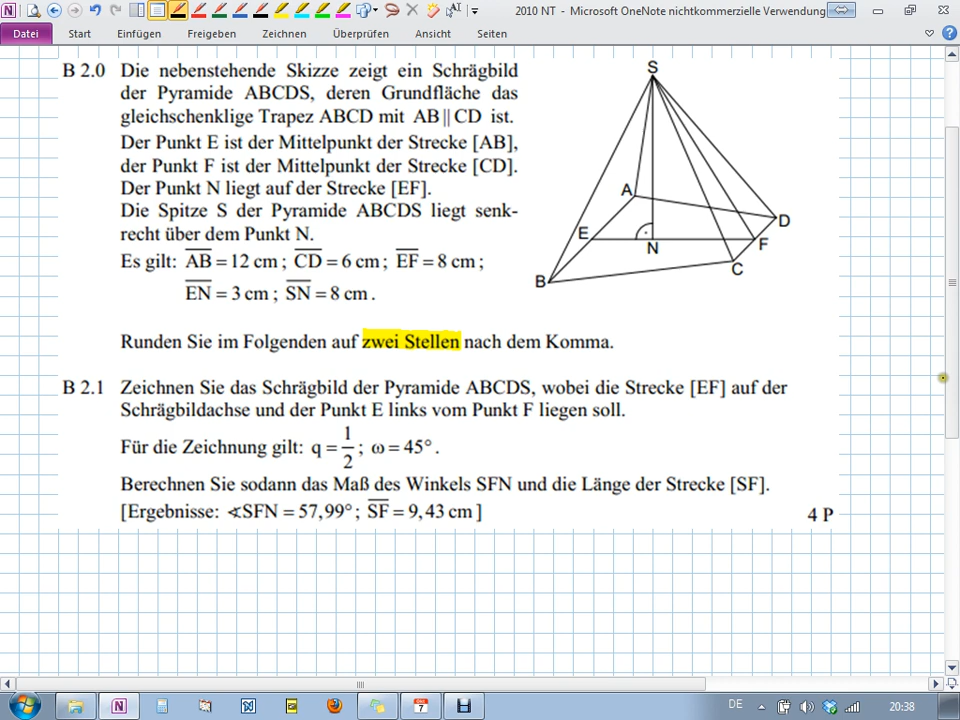 2010 NT - Microsoft OneNote nichtkommerzielle Verwendung
Datei Start Einfügen Freigeben Zeichnen Überprüfen Ansicht Seiten
B 2.0 Die nebenstehende Skizze zeigt ein Schrägbild
der Pyramide ABCDS, deren Grundfläche das
gleichschenklige Trapez ABCD mit AB || CD ist.
Der Punkt E ist der Mittelpunkt der Strecke [AB],
der Punkt F ist der Mittelpunkt der Strecke [CD].
Der Punkt N liegt auf der Strecke [EF].
Die Spitze S der Pyramide ABCDS liegt senk-
recht über dem Punkt N.
Es gilt: A̅B̅ = 12 cm ; C̅D̅ = 6 cm ; E̅F̅ = 8 cm ;
E̅N̅ = 3 cm ; S̅N̅ = 8 cm .
S
A
D
E
N
F
C
B
Runden Sie im Folgenden auf zwei Stellen nach dem Komma.
B 2.1 Zeichnen Sie das Schrägbild der Pyramide ABCDS, wobei die Strecke [EF] auf der
Schrägbildachse und der Punkt E links vom Punkt F liegen soll.
Für die Zeichnung gilt: q = 1/2 ; ω = 45° .
Berechnen Sie sodann das Maß des Winkels SFN und die Länge der Strecke [SF].
[Ergebnisse: ∢SFN = 57,99° ; S̅F̅ = 9,43 cm ]
4 P
DE 20:38